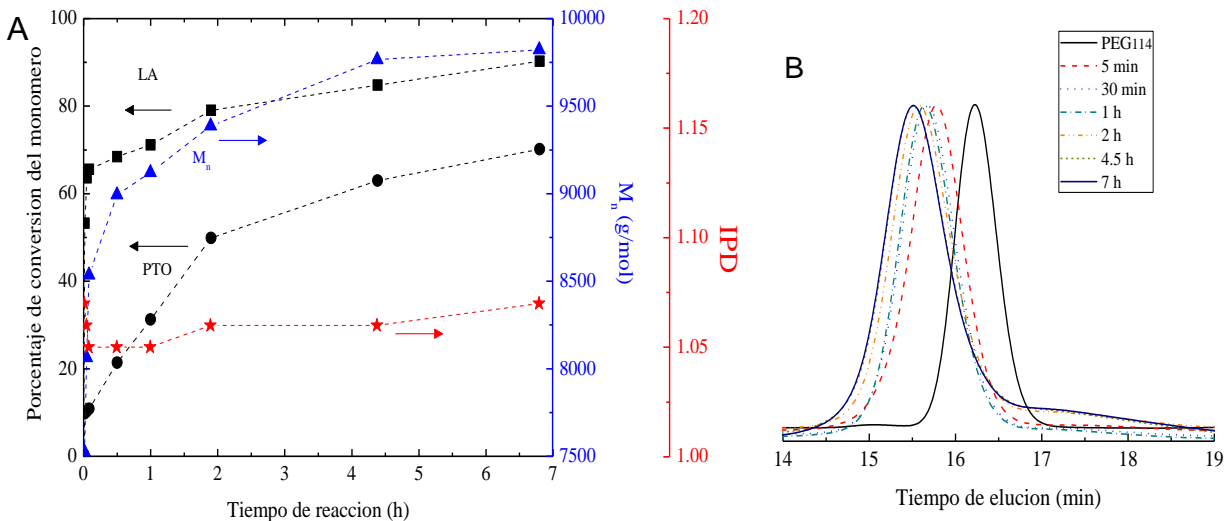 A
Porcentaje de conversion del monomero
100
80
60
40
20
0
LA
M_n
PTO
0
1
2
3
4
5
6
7
Tiempo de reaccion (h)
10000
9500
9000
8500
8000
7500
M_n (g/mol)
1.20
1.15
1.10
1.05
1.00
IPD
B
PEG114
5 min
30 min
1 h
2 h
4.5 h
7 h
14
15
16
17
18
19
Tiempo de elucion (min)